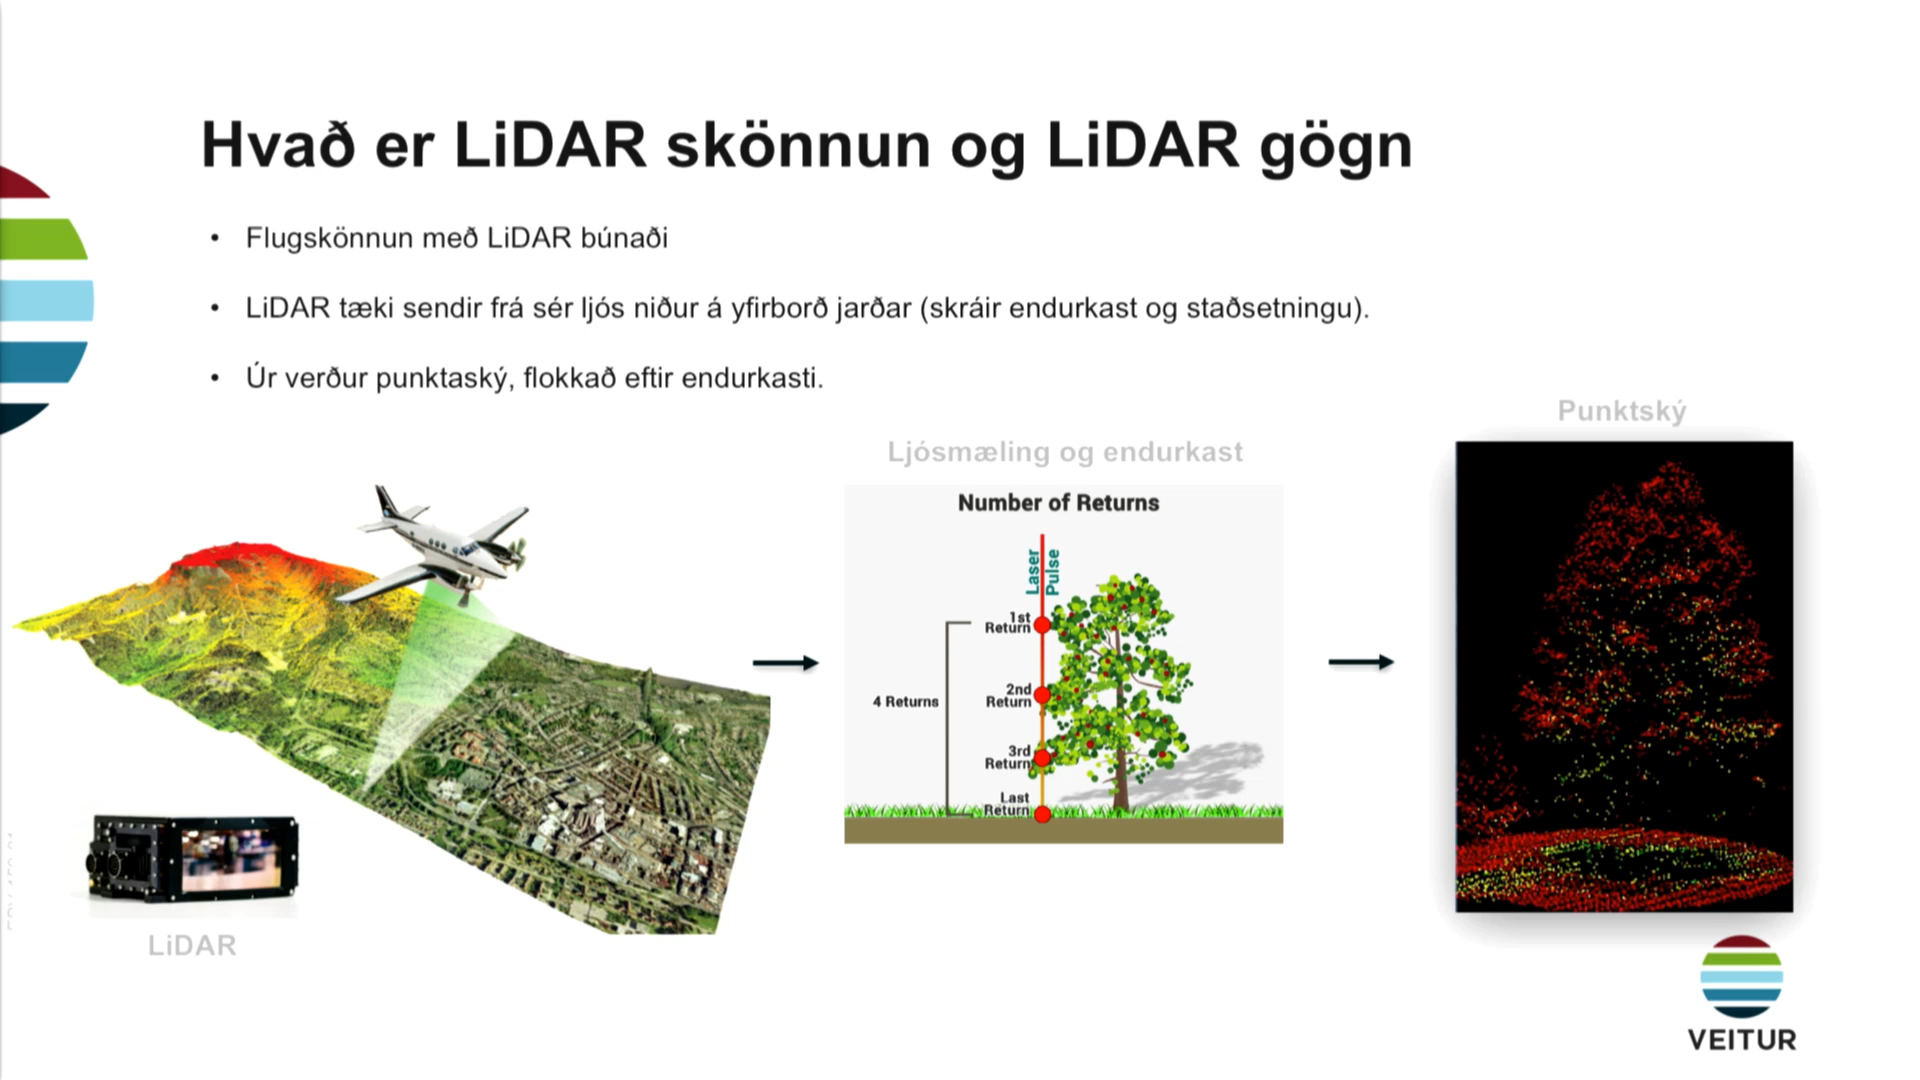 Hvað er LiDAR skönnun og LiDAR gögn
• Flugskönnun með LiDAR búnaði
• LiDAR tæki sendir frá sér ljós niður á yfirborð jarðar (skráir endurkast og staðsetningu).
• Úr verður punktaský, flokkað eftir endurkasti.
Punktský
Ljósmæling og endurkast
Number of Returns
Laser
Pulse
1st
Return
2nd
Return
4 Returns
3rd
Return
Last
Return
LiDAR
VEITUR